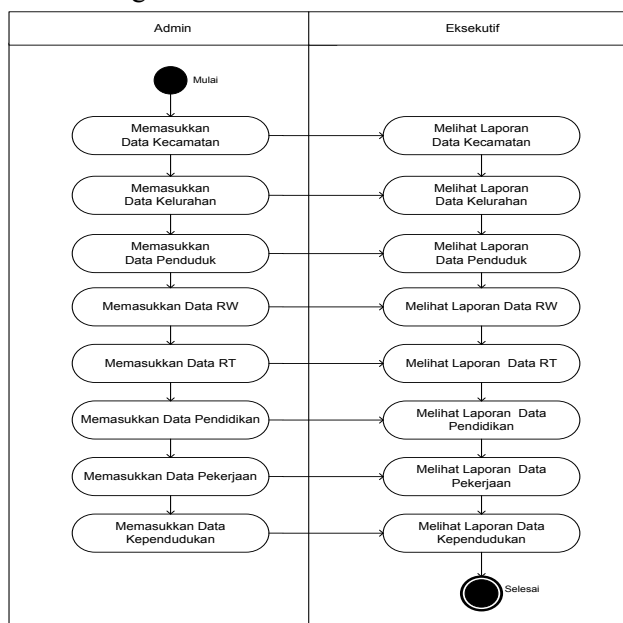 Admin
Eksekutif
Mulai
Memasukkan
Data Kecamatan
Melihat Laporan
Data Kecamatan
Memasukkan
Data Kelurahan
Melihat Laporan
Data Kelurahan
Memasukkan
Data Penduduk
Melihat Laporan
Data Penduduk
Memasukkan Data RW
Melihat Laporan Data RW
Memasukkan Data RT
Melihat Laporan Data RT
Memasukkan Data Pendidikan
Melihat Laporan Data
Pendidikan
Memasukkan Data Pekerjaan
Melihat Laporan Data
Pekerjaan
Memasukkan Data
Kependudukan
Melihat Laporan Data
Kependudukan
Selesai